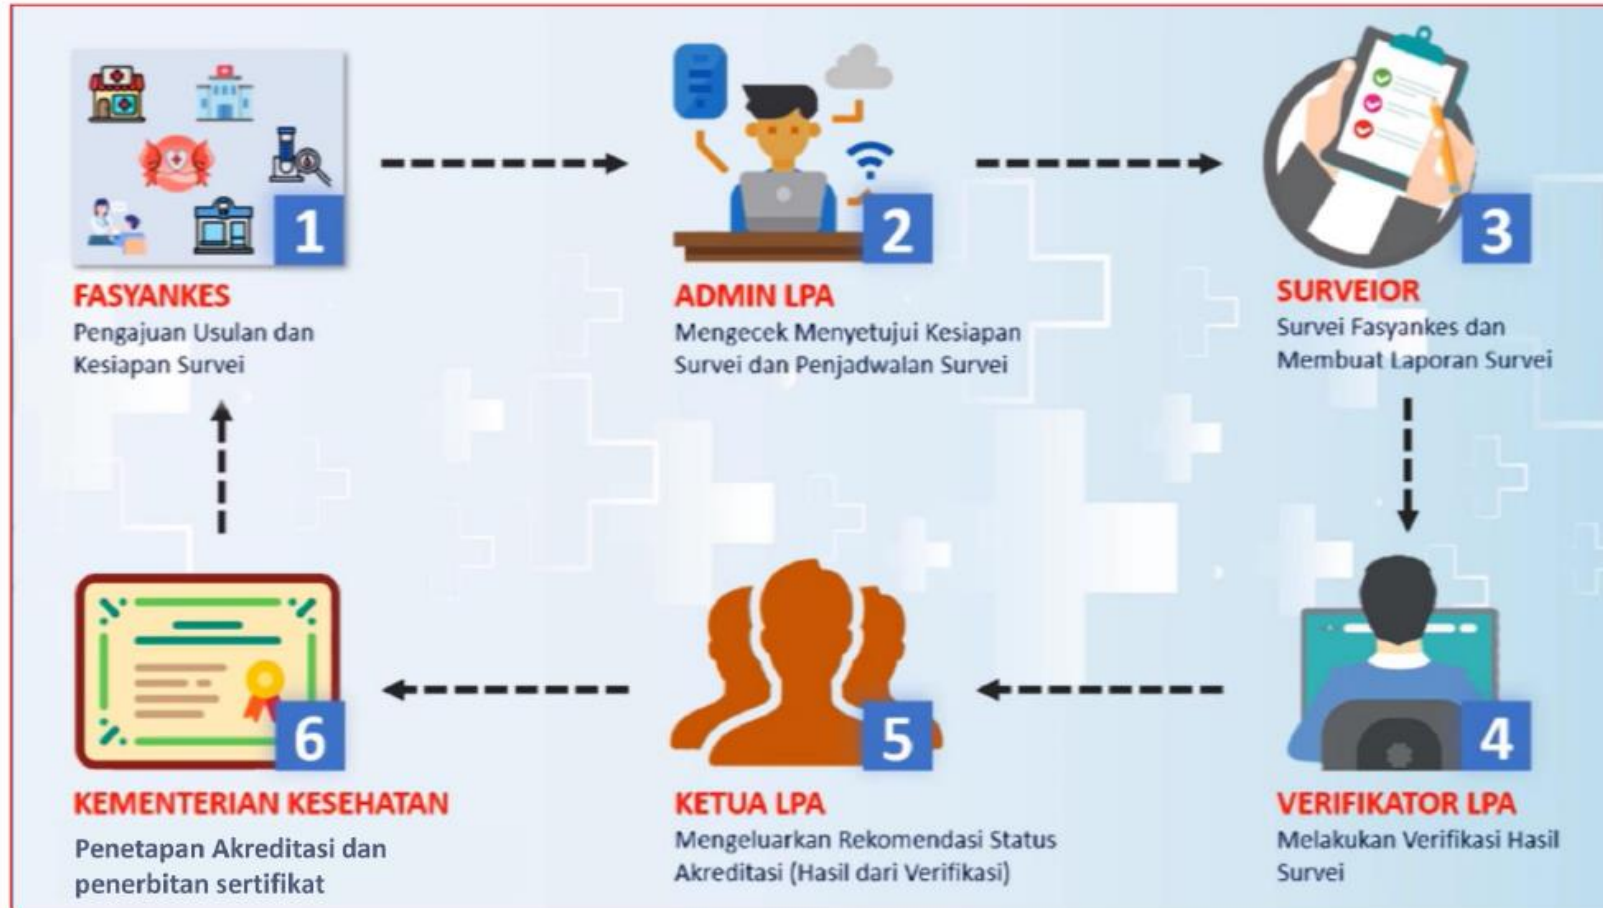 1
FASYANKES
Pengajuan Usulan dan
Kesiapan Survei
2
ADMIN LPA
Mengecek Menyetujui Kesiapan
Survei dan Penjadwalan Survei
3
SURVEIOR
Survei Fasyankes dan
Membuat Laporan Survei
4
VERIFIKATOR LPA
Melakukan Verifikasi Hasil
Survei
5
KETUA LPA
Mengeluarkan Rekomendasi Status
Akreditasi (Hasil dari Verifikasi)
6
KEMENTERIAN KESEHATAN
Penetapan Akreditasi dan
penerbitan sertifikat